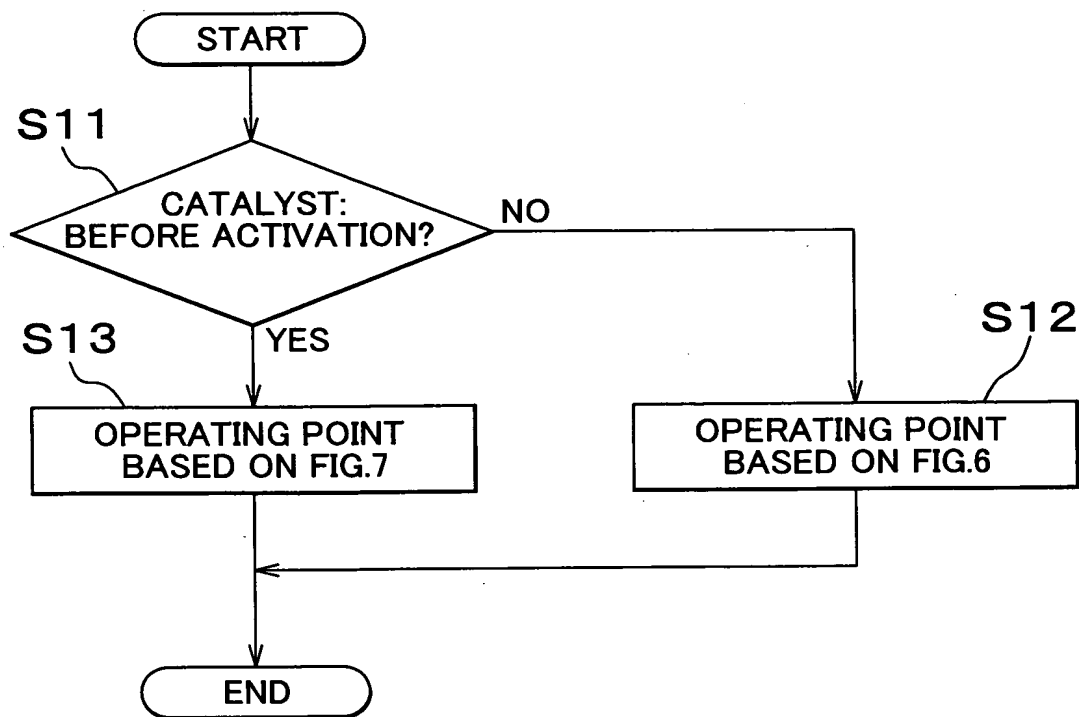 START
S11
CATALYST:
BEFORE ACTIVATION?
NO
YES
S13
S12
OPERATING POINT
BASED ON FIG.7
OPERATING POINT
BASED ON FIG.6
END